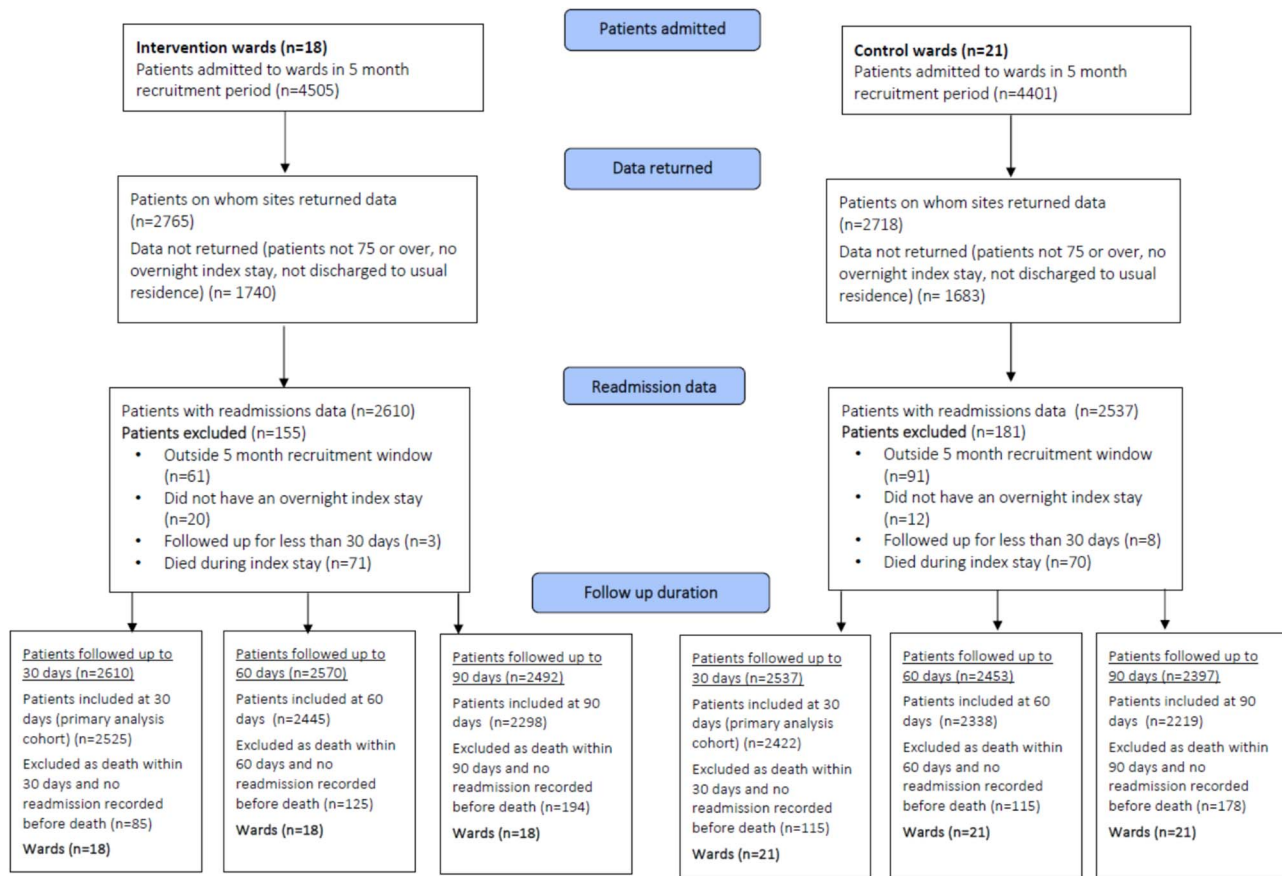 Patients admitted
Intervention wards (n=18)
Patients admitted to wards in 5 month
recruitment period (n=4505)
Control wards (n=21)
Patients admitted to wards in 5 month
recruitment period (n=4401)
Data returned
Patients on whom sites returned data
(n=2765)
Data not returned (patients not 75 or over, no
overnight index stay, not discharged to usual
residence) (n= 1740)
Patients on whom sites returned data
(n=2718)
Data not returned (patients not 75 or over, no
overnight index stay, not discharged to usual
residence) (n= 1683)
Readmission data
Patients with readmissions data (n=2610)
Patients excluded (n=155)
• Outside 5 month recruitment window
(n=61)
• Did not have an overnight index stay
(n=20)
• Followed up for less than 30 days (n=3)
• Died during index stay (n=71)
Patients with readmissions data (n=2537)
Patients excluded (n=181)
• Outside 5 month recruitment window
(n=91)
• Did not have an overnight index stay
(n=12)
• Followed up for less than 30 days (n=8)
• Died during index stay (n=70)
Follow up duration
Patients followed up to
30 days (n=2610)
Patients included at 30
days (primary analysis
cohort) (n=2525)
Excluded as death within
30 days and no
readmission recorded
before death (n=85)
Wards (n=18)
Patients followed up to
60 days (n=2570)
Patients included at 60
days (n=2445)
Excluded as death within
60 days and no
readmission recorded
before death (n=125)
Wards (n=18)
Patients followed up to
90 days (n=2492)
Patients included at 90
days (n=2298)
Excluded as death within
90 days and no
readmission recorded
before death (n=194)
Wards (n=18)
Patients followed up to
30 days (n=2537)
Patients included at 30
days (primary analysis
cohort) (n=2422)
Excluded as death within
30 days and no
readmission recorded
before death (n=115)
Wards (n=21)
Patients followed up to
60 days (n=2453)
Patients included at 60
days (n=2338)
Excluded as death within
60 days and no
readmission recorded
before death (n=115)
Wards (n=21)
Patients followed up to
90 days (n=2397)
Patients included at 90
days (n=2219)
Excluded as death within
90 days and no
readmission recorded
before death (n=178)
Wards (n=21)